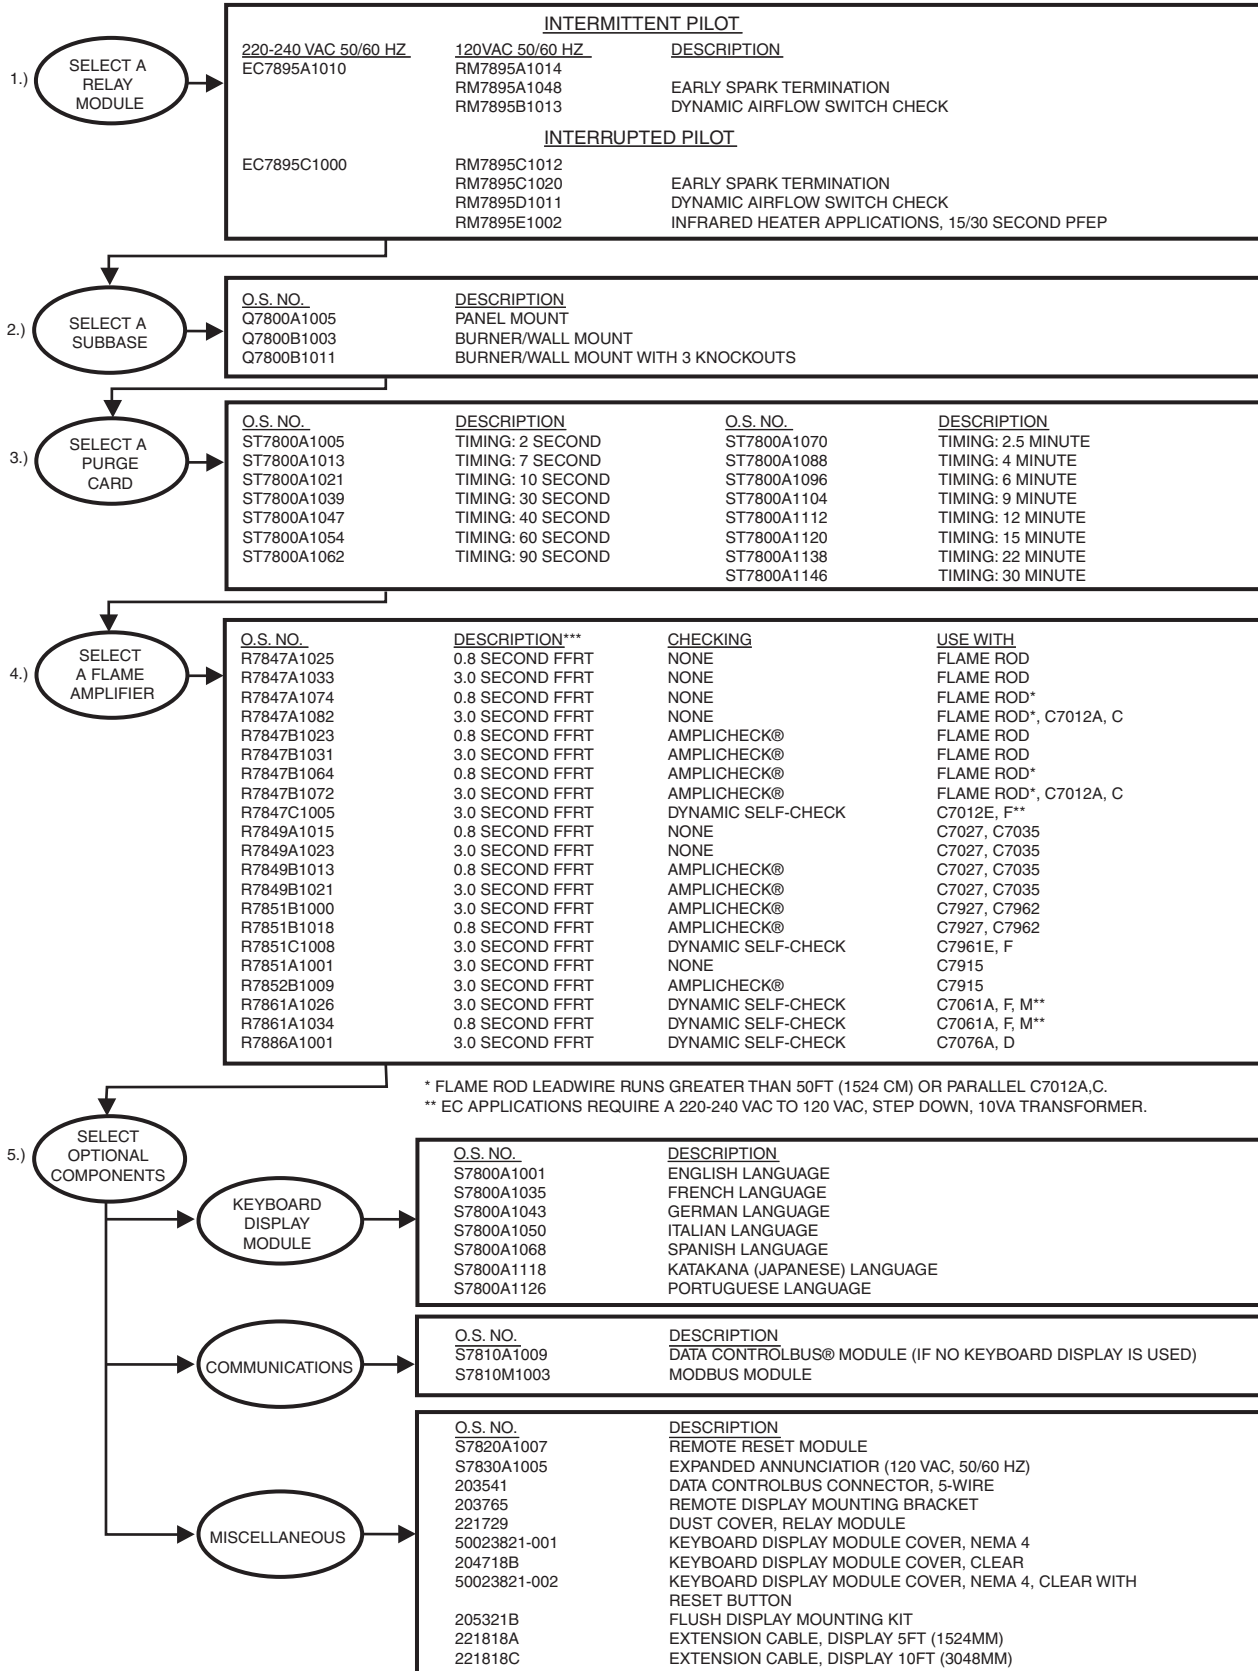 INTERMITTENT PILOT
1.) SELECT A RELAY MODULE
220-240 VAC 50/60 HZ 120VAC 50/60 HZ DESCRIPTION
EC7895A1010 RM7895A1014
RM7895A1048 EARLY SPARK TERMINATION
RM7895B1013 DYNAMIC AIRFLOW SWITCH CHECK
INTERRUPTED PILOT
EC7895C1000 RM7895C1012
RM7895C1020 EARLY SPARK TERMINATION
RM7895D1011 DYNAMIC AIRFLOW SWITCH CHECK
RM7895E1002 INFRARED HEATER APPLICATIONS, 15/30 SECOND PFEP
2.) SELECT A SUBBASE
O.S. NO. DESCRIPTION
Q7800A1005 PANEL MOUNT
Q7800B1003 BURNER/WALL MOUNT
Q7800B1011 BURNER/WALL MOUNT WITH 3 KNOCKOUTS
3.) SELECT A PURGE CARD
O.S. NO. DESCRIPTION O.S. NO. DESCRIPTION
ST7800A1005 TIMING: 2 SECOND ST7800A1070 TIMING: 2.5 MINUTE
ST7800A1013 TIMING: 7 SECOND ST7800A1088 TIMING: 4 MINUTE
ST7800A1021 TIMING: 10 SECOND ST7800A1096 TIMING: 6 MINUTE
ST7800A1039 TIMING: 30 SECOND ST7800A1104 TIMING: 9 MINUTE
ST7800A1047 TIMING: 40 SECOND ST7800A1112 TIMING: 12 MINUTE
ST7800A1054 TIMING: 60 SECOND ST7800A1120 TIMING: 15 MINUTE
ST7800A1062 TIMING: 90 SECOND ST7800A1138 TIMING: 22 MINUTE
ST7800A1146 TIMING: 30 MINUTE
4.) SELECT A FLAME AMPLIFIER
O.S. NO. DESCRIPTION*** CHECKING USE WITH
R7847A1025 0.8 SECOND FFRT NONE FLAME ROD
R7847A1033 3.0 SECOND FFRT NONE FLAME ROD
R7847A1074 0.8 SECOND FFRT NONE FLAME ROD*
R7847A1082 3.0 SECOND FFRT NONE FLAME ROD*, C7012A, C
R7847B1023 0.8 SECOND FFRT AMPLICHECK® FLAME ROD
R7847B1031 3.0 SECOND FFRT AMPLICHECK® FLAME ROD
R7847B1064 0.8 SECOND FFRT AMPLICHECK® FLAME ROD*
R7847B1072 3.0 SECOND FFRT AMPLICHECK® FLAME ROD*, C7012A, C
R7847C1005 3.0 SECOND FFRT DYNAMIC SELF-CHECK C7012E, F**
R7849A1015 0.8 SECOND FFRT NONE C7027, C7035
R7849A1023 3.0 SECOND FFRT NONE C7027, C7035
R7849B1013 0.8 SECOND FFRT AMPLICHECK® C7027, C7035
R7849B1021 3.0 SECOND FFRT AMPLICHECK® C7027, C7035
R7851B1000 3.0 SECOND FFRT AMPLICHECK® C7927, C7962
R7851B1018 0.8 SECOND FFRT AMPLICHECK® C7927, C7962
R7851C1008 3.0 SECOND FFRT DYNAMIC SELF-CHECK C7961E, F
R7851A1001 3.0 SECOND FFRT NONE C7915
R7852B1009 3.0 SECOND FFRT AMPLICHECK® C7915
R7861A1026 3.0 SECOND FFRT DYNAMIC SELF-CHECK C7061A, F, M**
R7861A1034 0.8 SECOND FFRT DYNAMIC SELF-CHECK C7061A, F, M**
R7886A1001 3.0 SECOND FFRT DYNAMIC SELF-CHECK C7076A, D
* FLAME ROD LEADWIRE RUNS GREATER THAN 50FT (1524 CM) OR PARALLEL C7012A,C.
** EC APPLICATIONS REQUIRE A 220-240 VAC TO 120 VAC, STEP DOWN, 10VA TRANSFORMER.
5.) SELECT OPTIONAL COMPONENTS
KEYBOARD DISPLAY MODULE
O.S. NO. DESCRIPTION
S7800A1001 ENGLISH LANGUAGE
S7800A1035 FRENCH LANGUAGE
S7800A1043 GERMAN LANGUAGE
S7800A1050 ITALIAN LANGUAGE
S7800A1068 SPANISH LANGUAGE
S7800A1118 KATAKANA (JAPANESE) LANGUAGE
S7800A1126 PORTUGUESE LANGUAGE
COMMUNICATIONS
O.S. NO. DESCRIPTION
S7810A1009 DATA CONTROLBUS® MODULE (IF NO KEYBOARD DISPLAY IS USED)
S7810M1003 MODBUS MODULE
MISCELLANEOUS
O.S. NO. DESCRIPTION
S7820A1007 REMOTE RESET MODULE
S7830A1005 EXPANDED ANNUNCIATIOR (120 VAC, 50/60 HZ)
203541 DATA CONTROLBUS CONNECTOR, 5-WIRE
203765 REMOTE DISPLAY MOUNTING BRACKET
221729 DUST COVER, RELAY MODULE
50023821-001 KEYBOARD DISPLAY MODULE COVER, NEMA 4
204718B KEYBOARD DISPLAY MODULE COVER, CLEAR
50023821-002 KEYBOARD DISPLAY MODULE COVER, NEMA 4, CLEAR WITH
RESET BUTTON
205321B FLUSH DISPLAY MOUNTING KIT
221818A EXTENSION CABLE, DISPLAY 5FT (1524MM)
221818C EXTENSION CABLE, DISPLAY 10FT (3048MM)